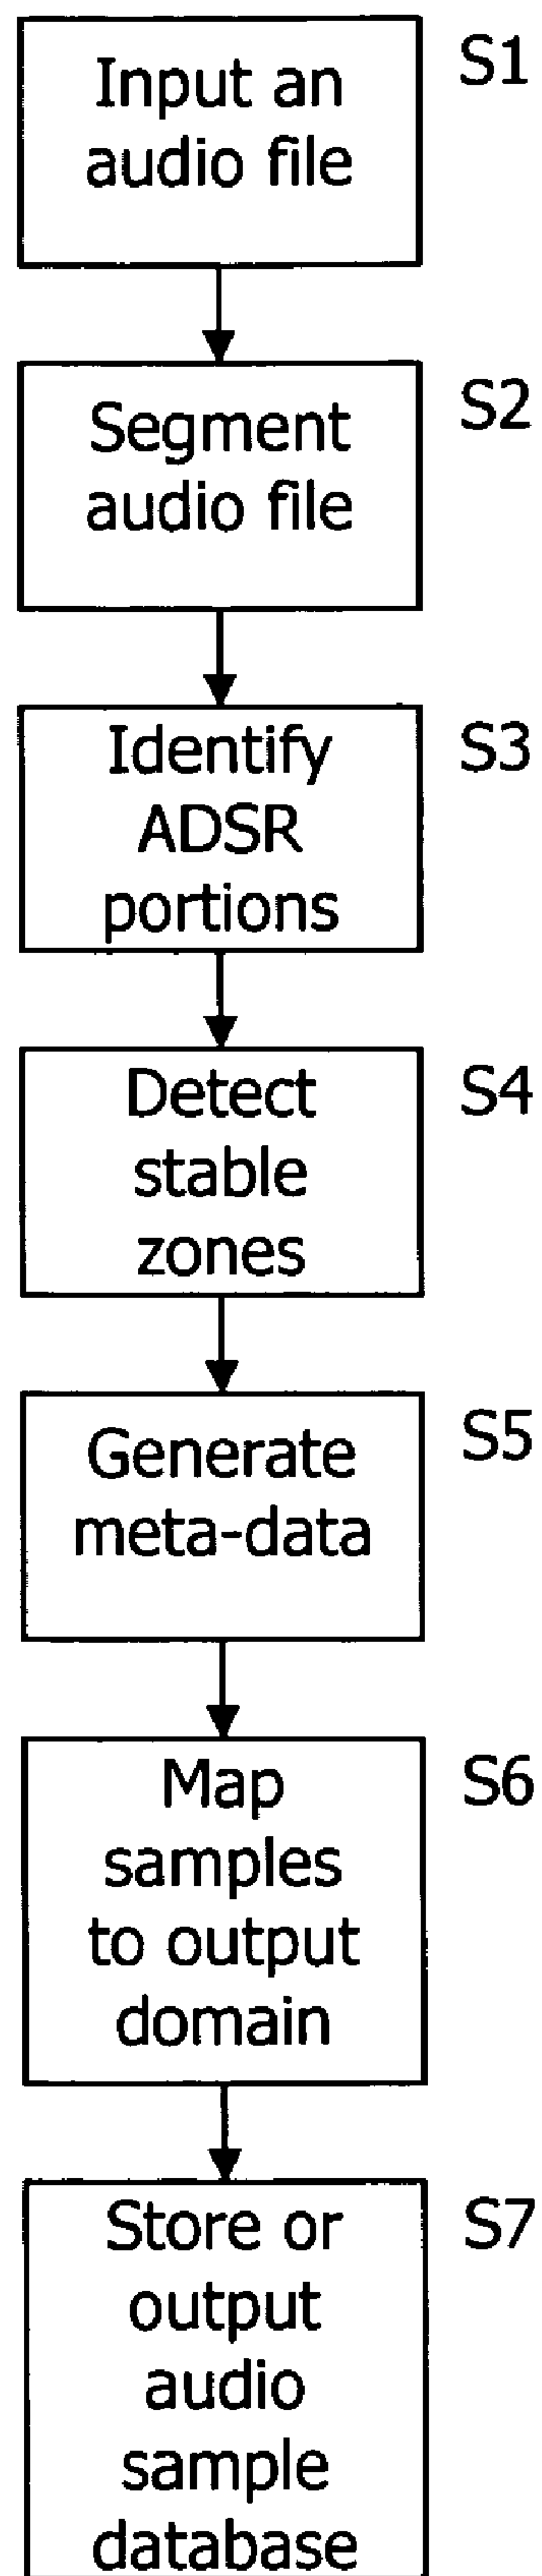 Input an
audio file
S1
Segment
audio file
S2
Identify
ADSR
portions
S3
Detect
stable
zones
S4
Generate
meta-data
S5
Map
samples
to output
domain
S6
Store or
output
audio
sample
database
S7